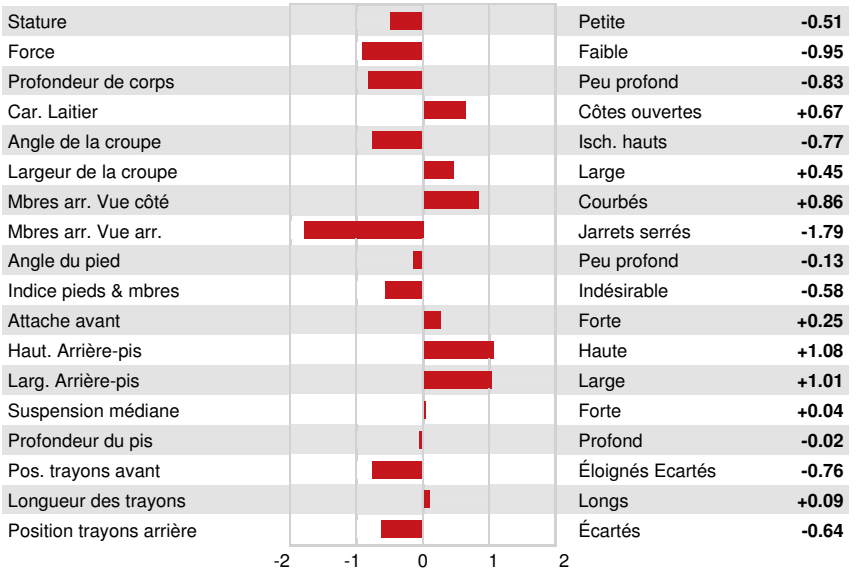 Stature Petite -0.51
Force Faible -0.95
Profondeur de corps Peu profond -0.83
Car. Laitier Côtes ouvertes +0.67
Angle de la croupe Isch. hauts -0.77
Largeur de la croupe Large +0.45
Mbres arr. Vue côté Courbés +0.86
Mbres arr. Vue arr. Jarrets serrés -1.79
Angle du pied Peu profond -0.13
Indice pieds & mbres Indésirable -0.58
Attache avant Forte +0.25
Haut. Arrière-pis Haute +1.08
Larg. Arrière-pis Large +1.01
Suspension médiane Forte +0.04
Profondeur du pis Profond -0.02
Pos. trayons avant Éloignés Ecartés -0.76
Longueur des trayons Longs +0.09
Position trayons arrière Écartés -0.64
-2 -1 0 1 2